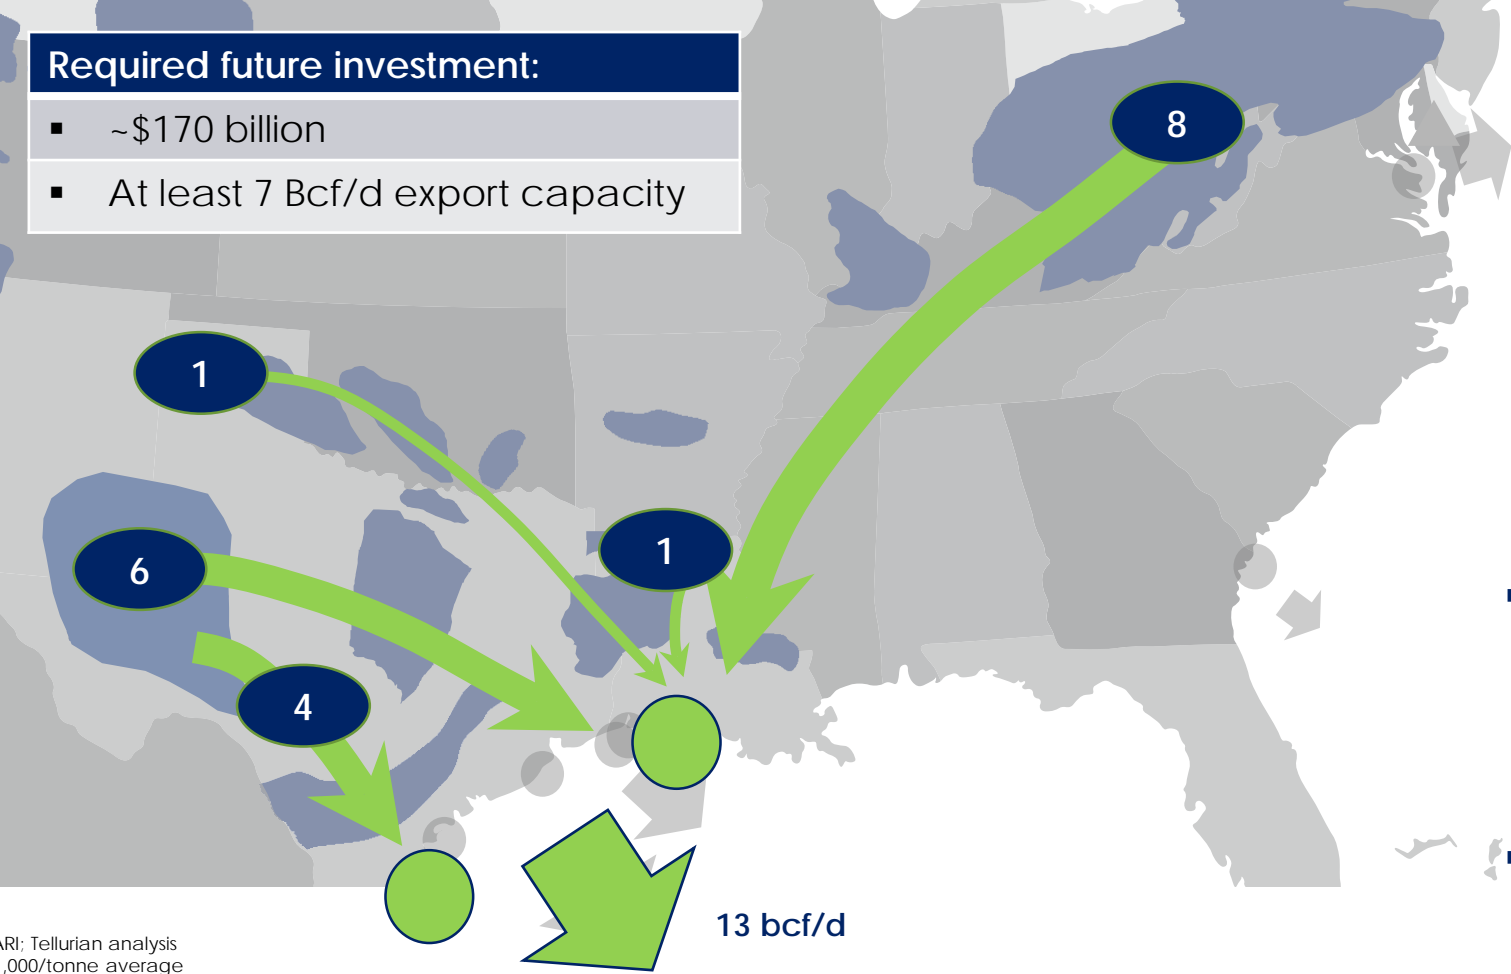 Required future investment:
▪ ~$170 billion
▪ At least 7 Bcf/d export capacity
8
1
1
6
4
13 bcf/d
ARI; Tellurian analysis
,000/tonne average